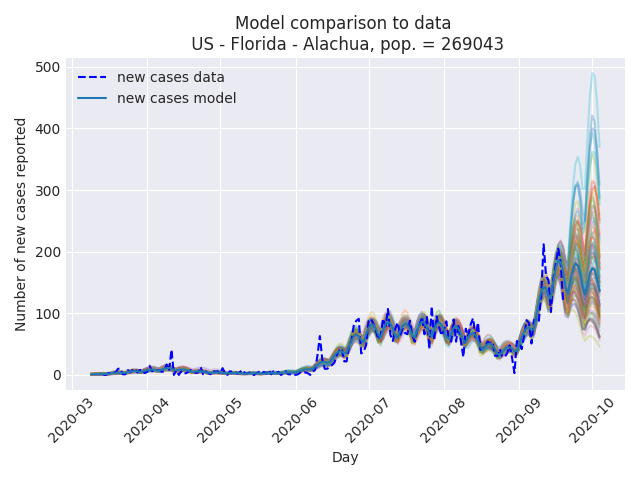 Model comparison to data
US - Florida - Alachua, pop. = 269043
new cases data
new cases model
Number of new cases reported
500
400
300
200
100
0
2020-03
2020-04
2020-05
2020-06
2020-07
2020-08
2020-09
2020-10
Day